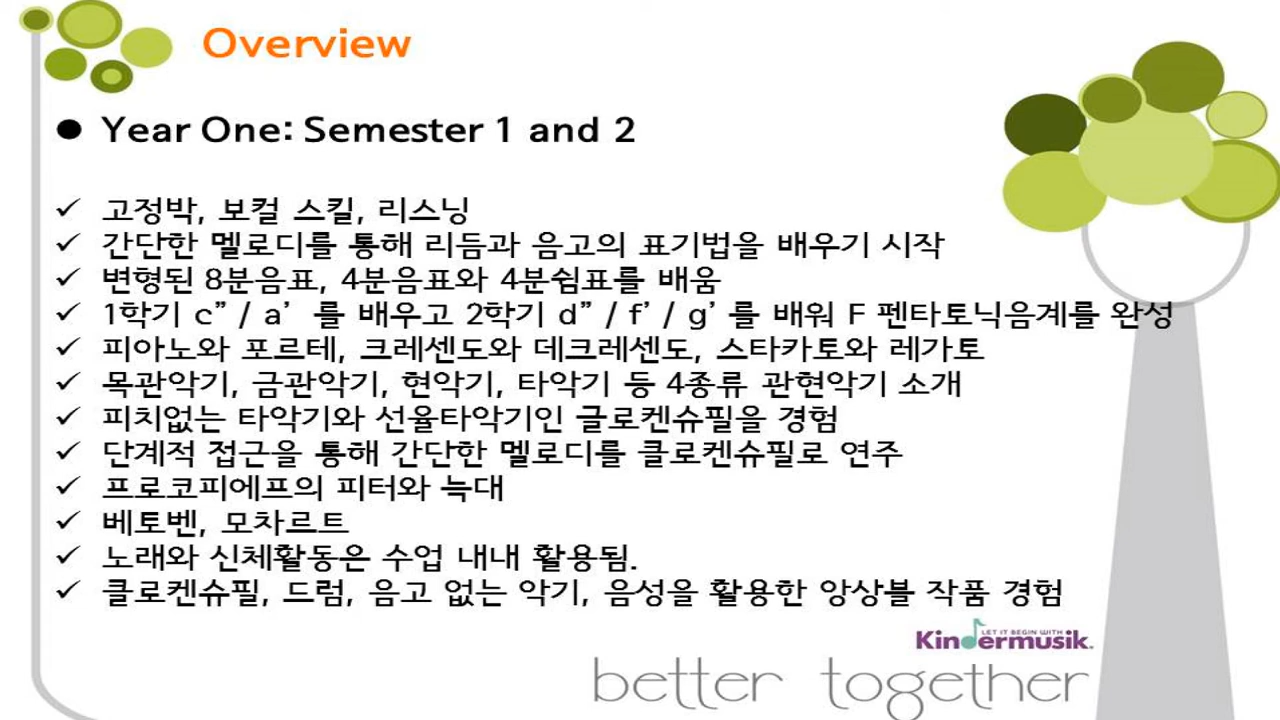 Overview
● Year One: Semester 1 and 2
✓ 고정박, 보컬 스킬, 리스닝
✓ 간단한 멜로디를 통해 리듬과 음고의 표기법을 배우기 시작
✓ 변형된 8분음표, 4분음표와 4분쉼표를 배움
✓ 1학기 c” / a’ 를 배우고 2학기 d” / f’ / g’ 를 배워 F 펜타토닉음계를 완성
✓ 피아노와 포르테, 크레센도와 데크레센도, 스타카토와 레가토
✓ 목관악기, 금관악기, 현악기, 타악기 등 4종류 관현악기 소개
✓ 피치없는 타악기와 선율타악기인 글로켄슈필을 경험
✓ 단계적 접근을 통해 간단한 멜로디를 클로켄슈필로 연주
✓ 프로코피에프의 피터와 늑대
✓ 베토벤, 모차르트
✓ 노래와 신체활동은 수업 내내 활용됨.
✓ 클로켄슈필, 드럼, 음고 없는 악기, 음성을 활용한 앙상블 작품 경험
LET IT BEGIN WITH
Kindermusik.
better together